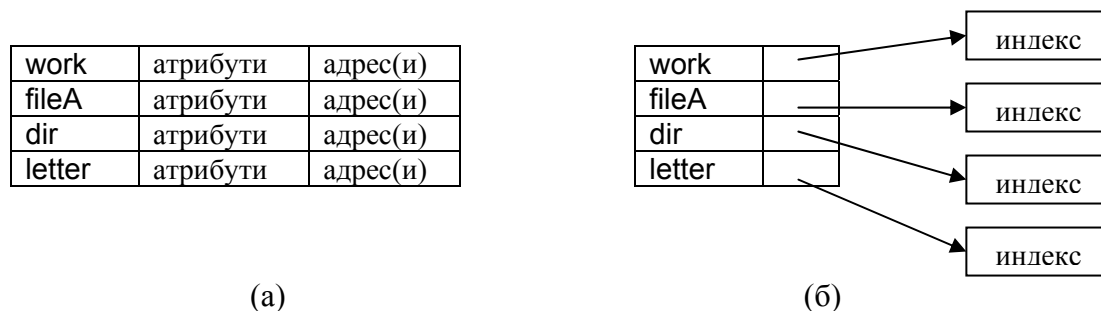 work атрибути адрес(и)
fileA атрибути адрес(и)
dir атрибути адрес(и)
letter атрибути адрес(и)
(а)
work
fileA
dir
letter
индекс
индекс
индекс
индекс
(б)